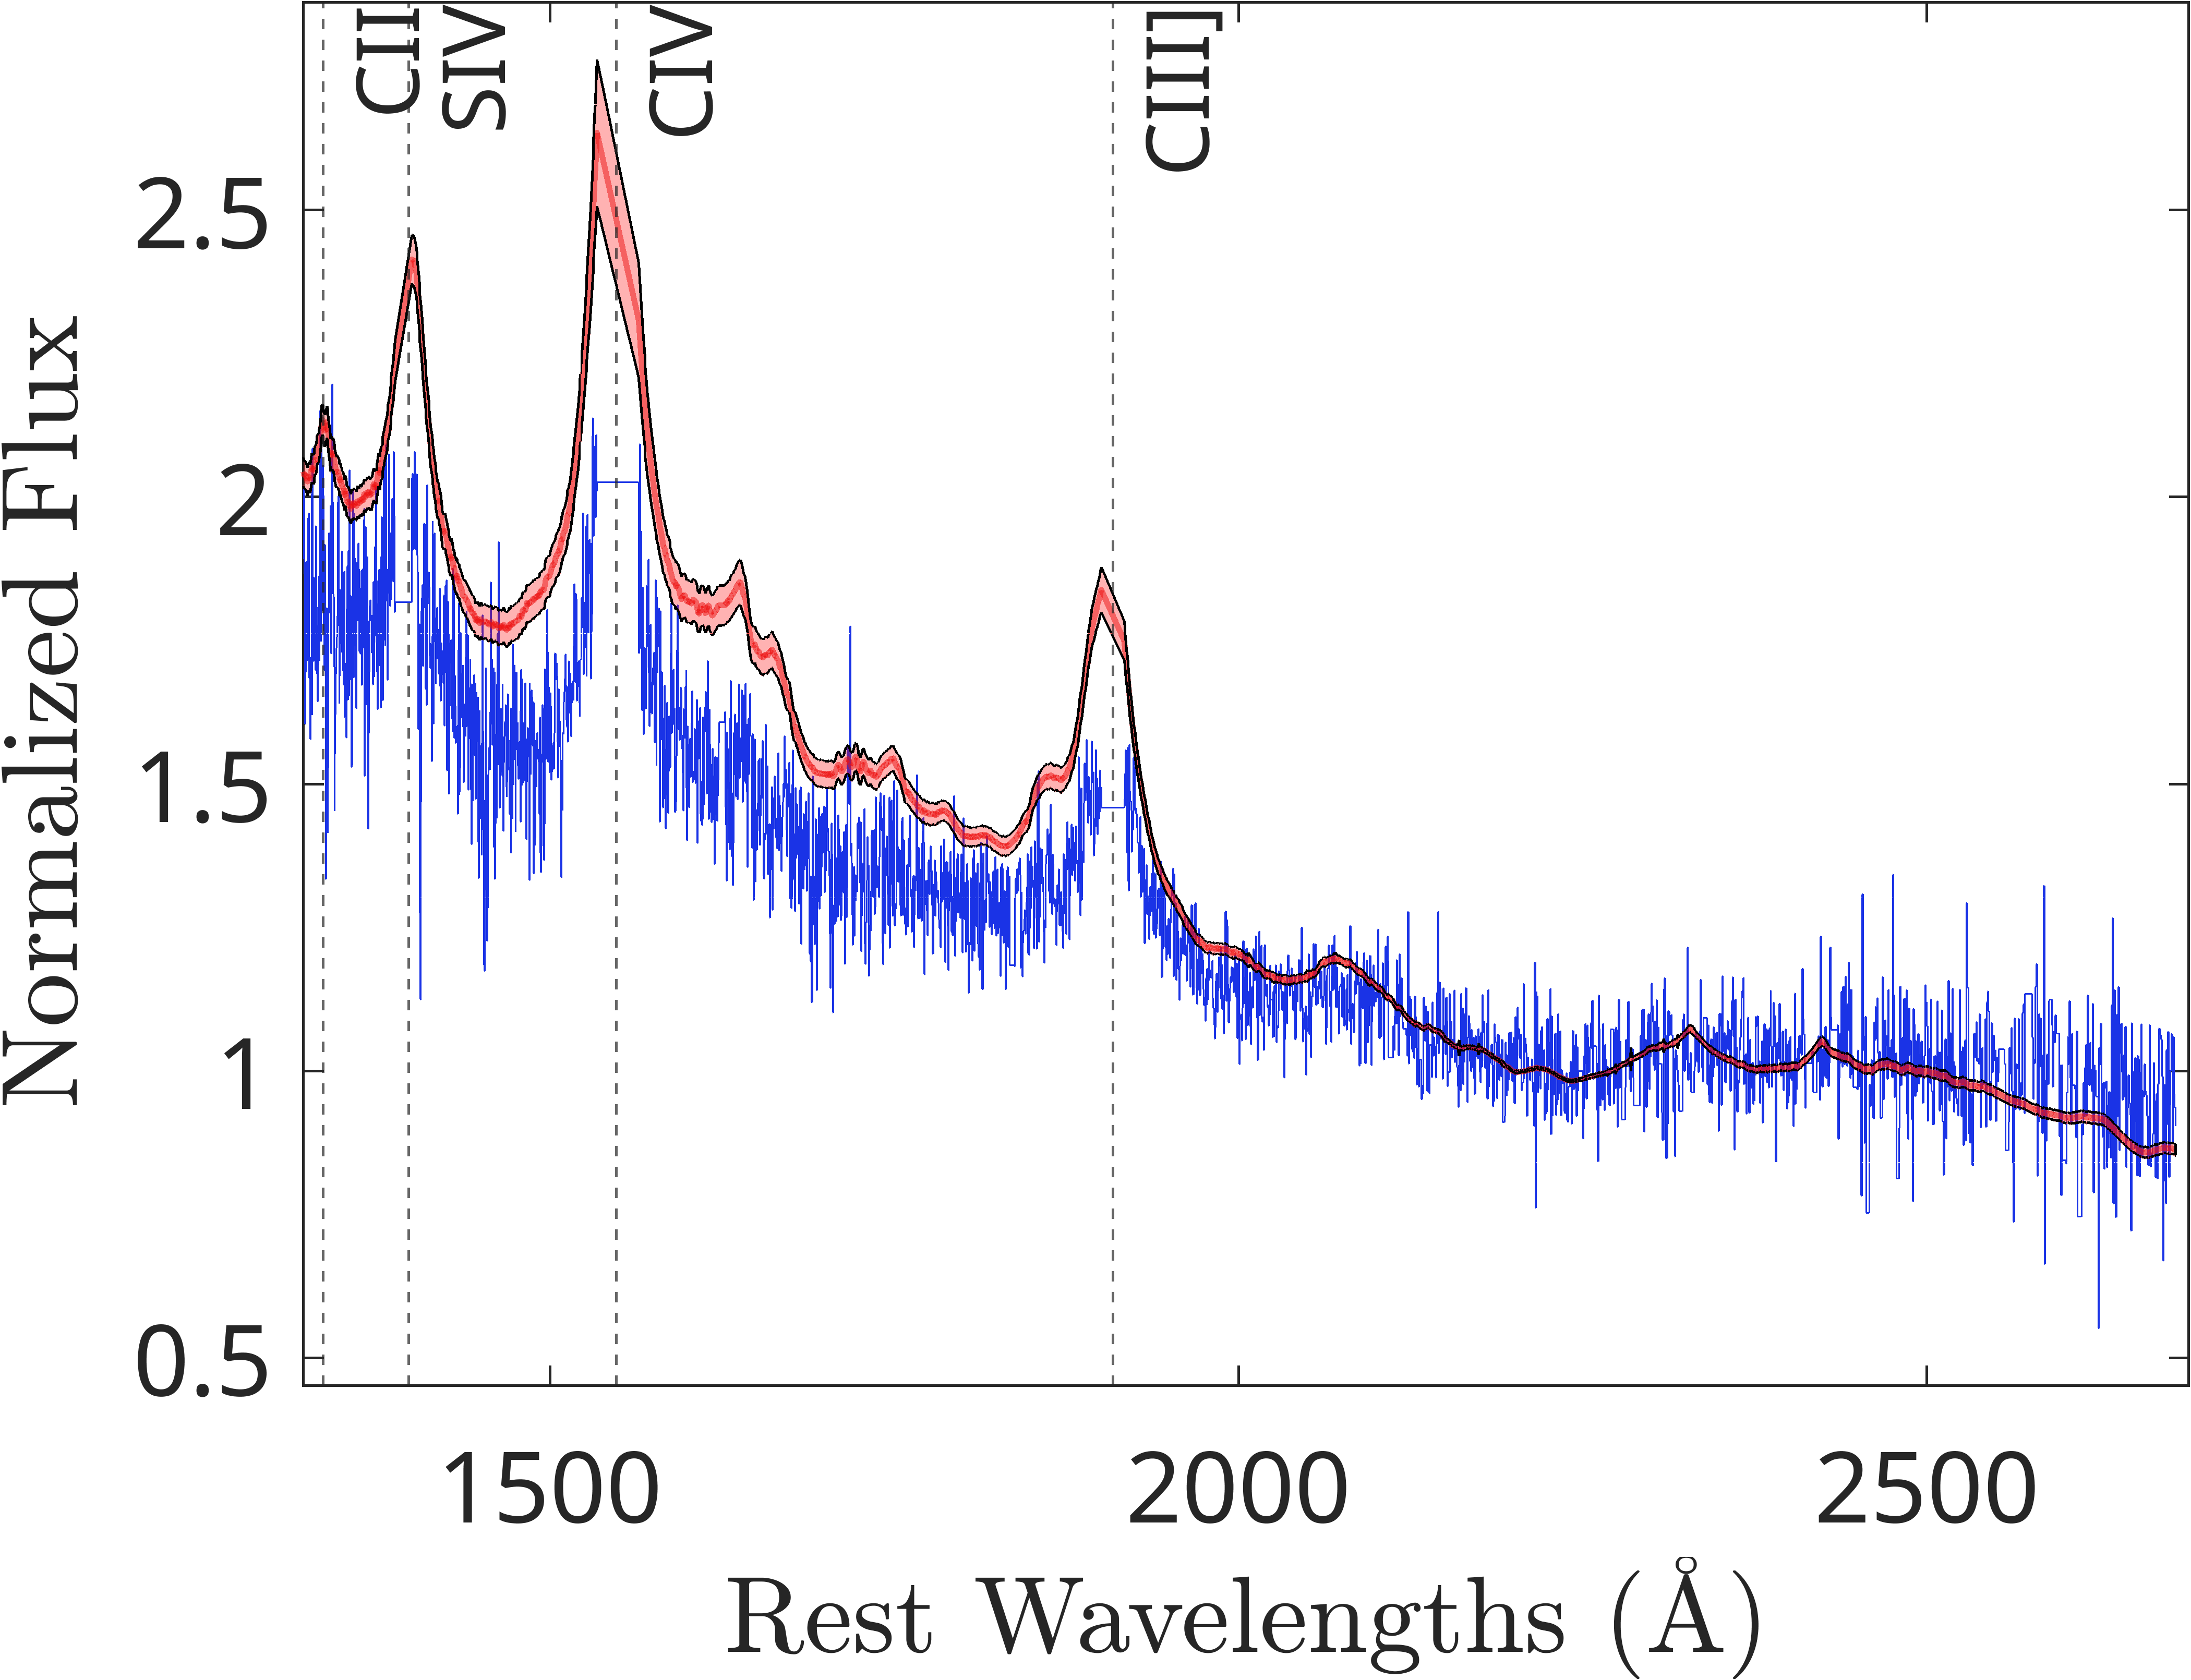 CII
SIV
CIV
CIII]
Normalized Flux
2.5
2
1.5
1
0.5
1500
2000
2500
Rest Wavelengths (Å)